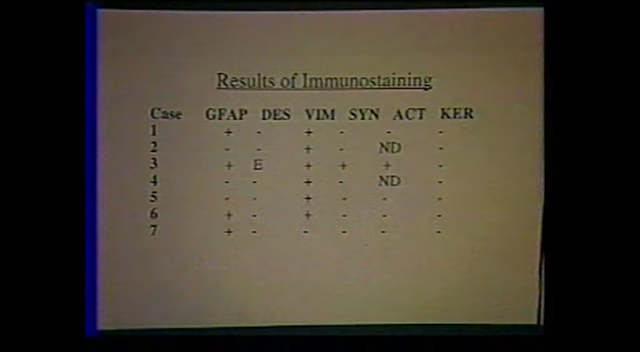 Results of Immunostaining
Case GFAP DES VIM SYN ACT KER
1 + - + - - -
2 - - + - ND -
3 + E + + + -
4 - - + - ND -
5 - - + - - -
6 + - + - - -
7 + - - - - -